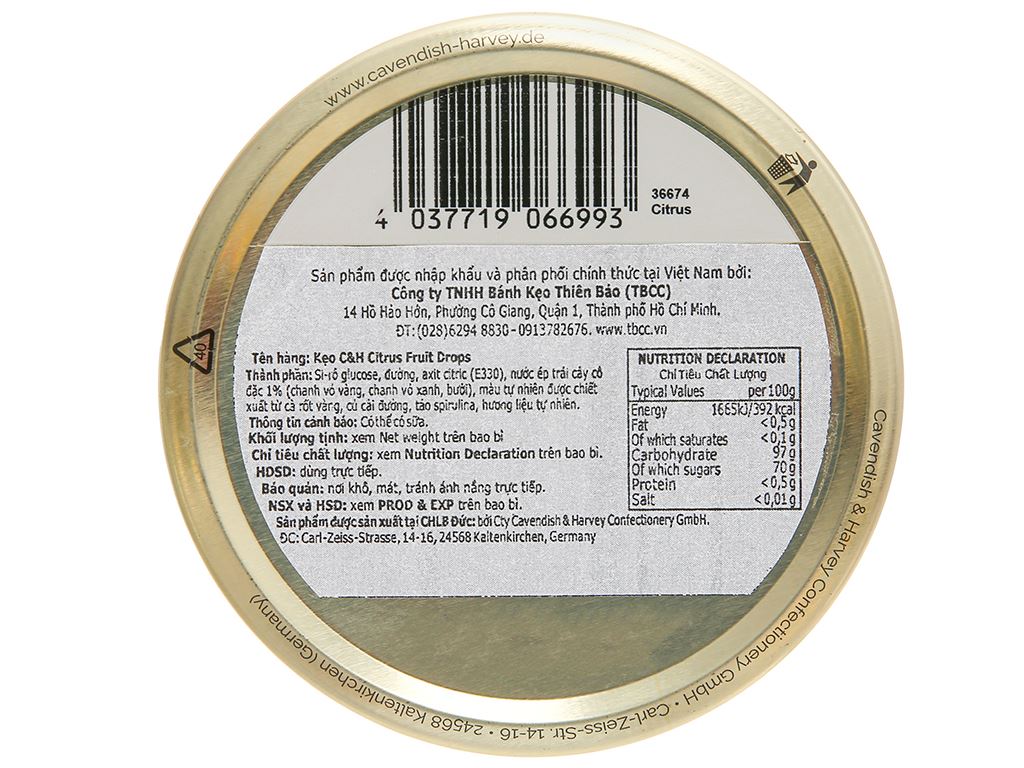 www.cavendish-harvey.de
36674
Citrus
4 037719 066993
Sản phẩm được nhập khẩu và phân phối chính thức tại Việt Nam bởi:
Công ty TNHH Bánh Kẹo Thiên Bảo (TBCC)
14 Hồ Hảo Hớn, Phường Cô Giang, Quận 1, Thành phố Hồ Chí Minh.
ĐT: (028)6294 8830 - 0913782676. www.tbcc.vn
Tên hàng: Kẹo C&H Citrus Fruit Drops
Thành phần: Si-rô glucose, đường, axit citric (E330), nước ép trái cây cô
đặc 1% (chanh vỏ vàng, chanh vỏ xanh, bưởi), màu tự nhiên được chiết
xuất từ cà rốt vàng, củ cải đường, tảo spirulina, hương liệu tự nhiên.
Thông tin cảnh báo: Có thể có sữa.
Khối lượng tịnh: xem Net weight trên bao bì
Chỉ tiêu chất lượng: xem Nutrition Declaration trên bao bì.
HDSD: dùng trực tiếp.
Bảo quản: nơi khô, mát, tránh ánh nắng trực tiếp.
NSX và HSD: xem PROD & EXP trên bao bì.
Sản phẩm được sản xuất tại CHLB Đức: bởi Cty Cavendish & Harvey Confectionery GmbH.
ĐC: Carl-Zeiss-Strasse, 14-16, 24568 Kaltenkirchen, Germany
NUTRITION DECLARATION
Chỉ Tiêu Chất Lượng
Typical Values per 100g
Energy 1665kJ/392 kcal
Fat <0,5g
Of which saturates <0,1g
Carbohydrate 97g
Of which sugars 70g
Protein <0,5g
Salt <0,01g
40
Cavendish & Harvey Confectionery GmbH • Carl-Zeiss-Str. 14-16 • 24568 Kaltenkirchen (Germany)